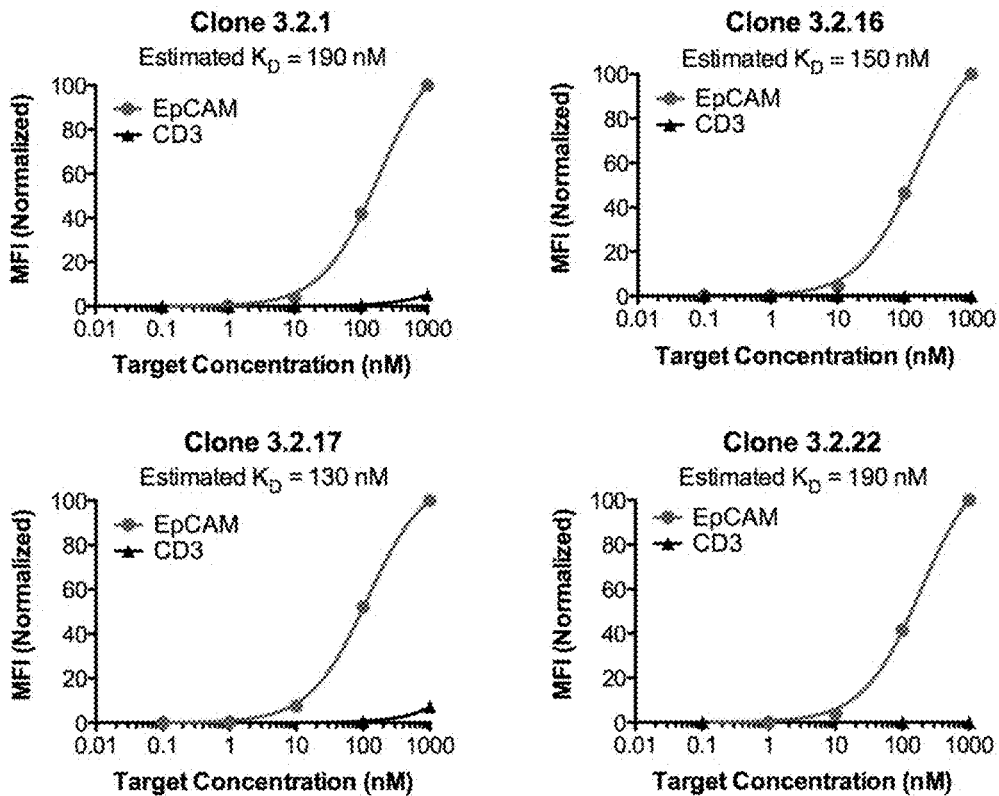 Clone 3.2.1
Estimated K_D = 190 nM
100
80
60
40
20
0
MFI (Normalized)
EpCAM
CD3
0.01 0.1 1 10 100 1000
Target Concentration (nM)
Clone 3.2.16
Estimated K_D = 150 nM
100
80
60
40
20
0
MFI (Normalized)
EpCAM
CD3
0.01 0.1 1 10 100 1000
Target Concentration (nM)
Clone 3.2.17
Estimated K_D = 130 nM
100
80
60
40
20
0
MFI (Normalized)
EpCAM
CD3
0.01 0.1 1 10 100 1000
Target Concentration (nM)
Clone 3.2.22
Estimated K_D = 190 nM
100
80
60
40
20
0
MFI (Normalized)
EpCAM
CD3
0.01 0.1 1 10 100 1000
Target Concentration (nM)